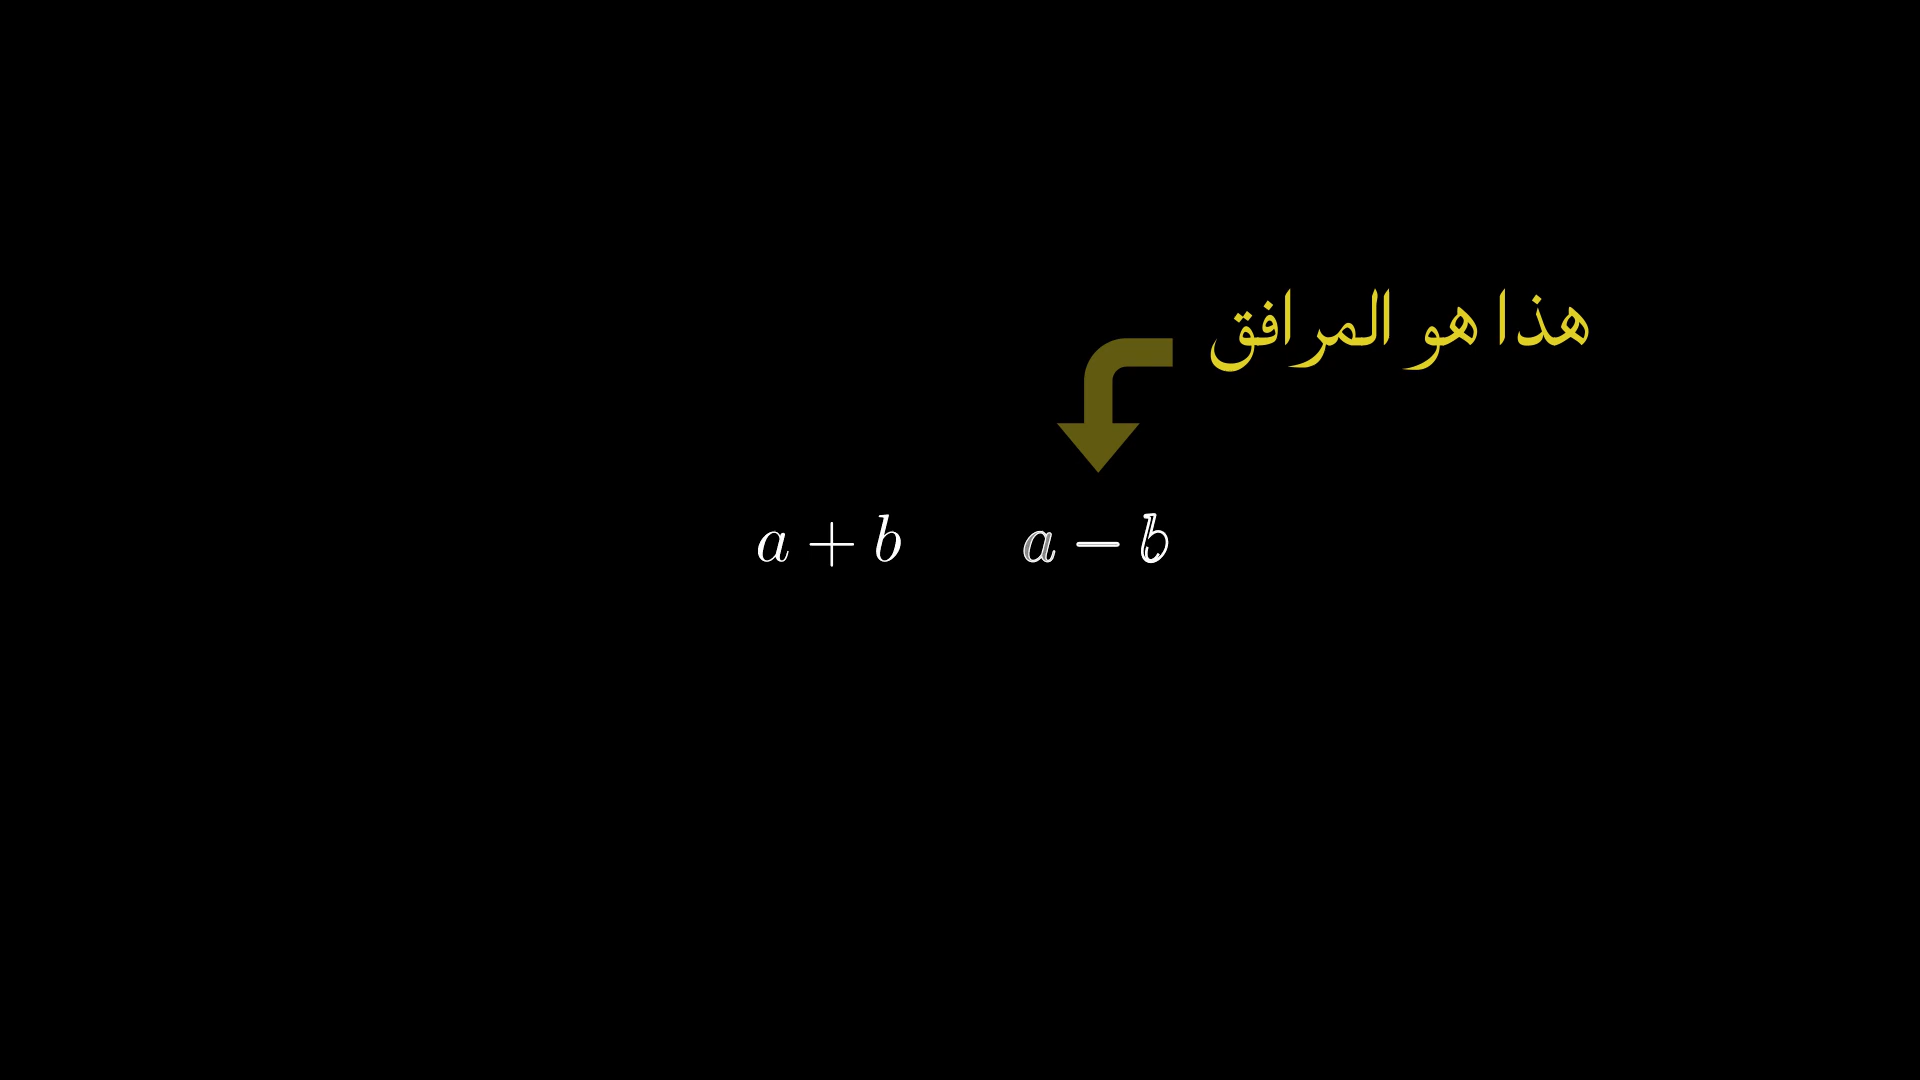 هذا هو المرافق
a + b a − b